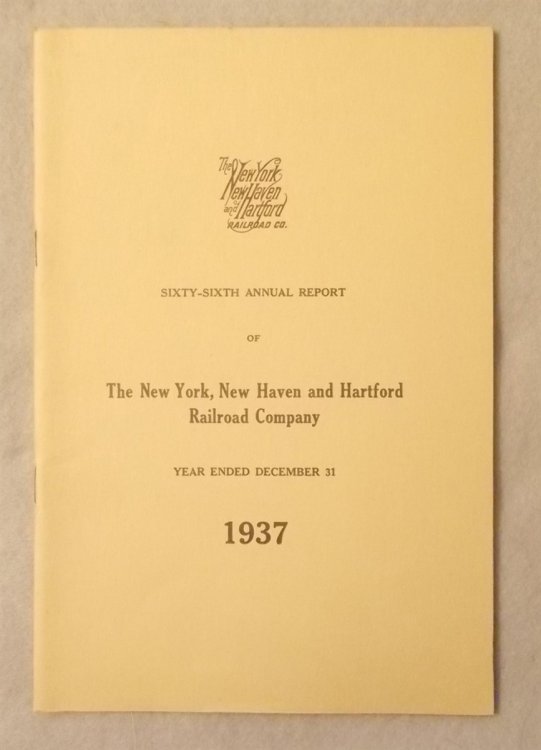 The New York
New Haven
and Hartford
RAILROAD CO.
SIXTY-SIXTH ANNUAL REPORT
OF
The New York, New Haven and Hartford
Railroad Company
YEAR ENDED DECEMBER 31
1937